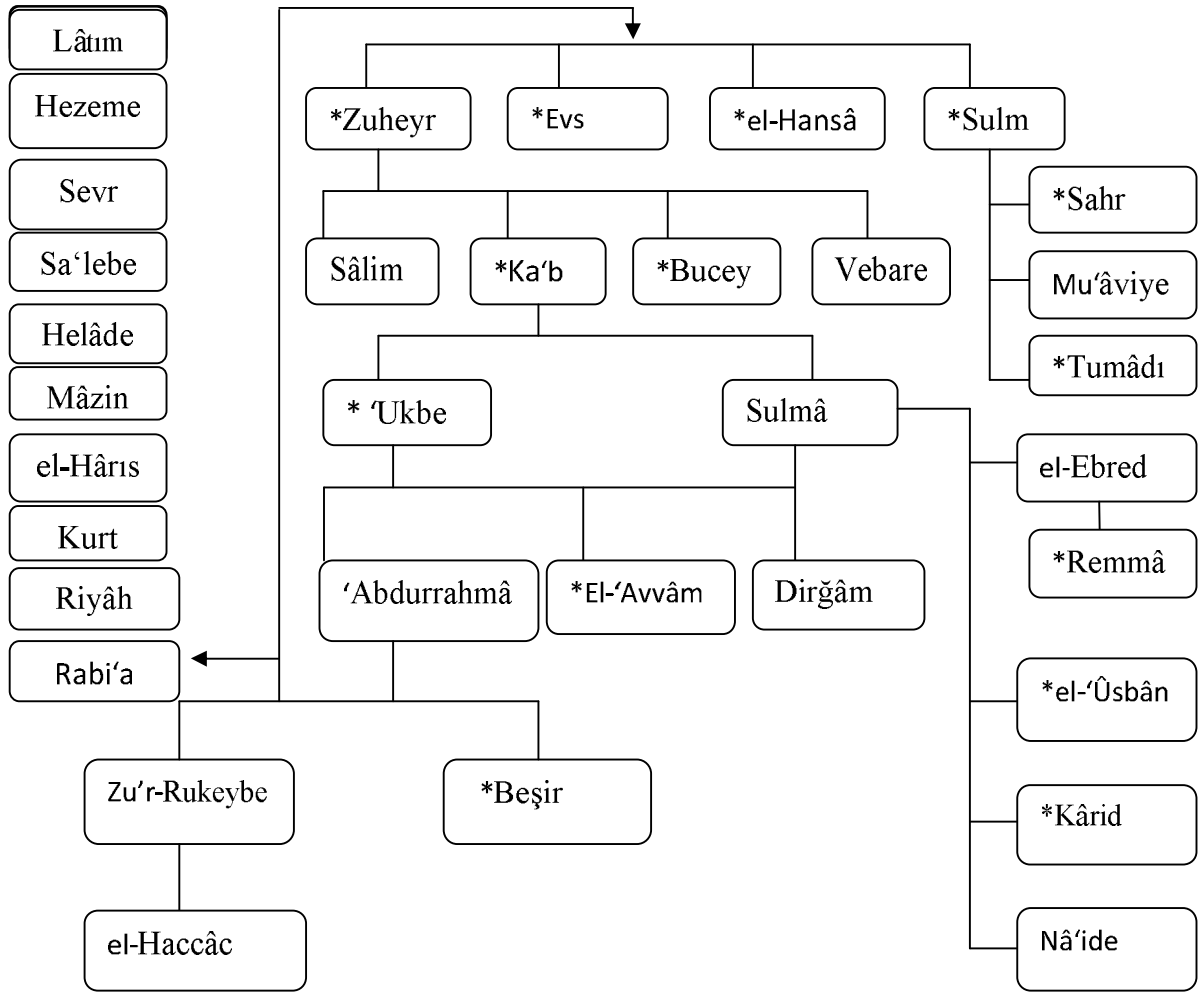 Lâtım
Hezeme
Sevr
Sa‘lebe
Helâde
Mâzin
el-Hârıs
Kurt
Riyâh
Rabi‘a
*Zuheyr
*Evs
*el-Hansâ
*Sulm
*Sahr
Mu‘âviye
*Tumâdı
Sâlim
*Ka‘b
*Bucey
Vebare
* ‘Ukbe
Sulmâ
el-Ebred
*Remmâ
‘Abdurrahmâ
*El-‘Avvâm
Dirğâm
*el-‘Ûsbân
*Kârid
Nâ‘ide
Zu’r-Rukeybe
*Beşir
el-Haccâc